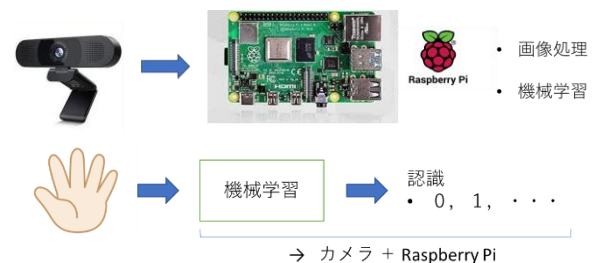 • 画像処理
Raspberry Pi
• 機械学習
HDMI
機械学習
認識
• 0, 1, ・・・
→ カメラ + Raspberry Pi